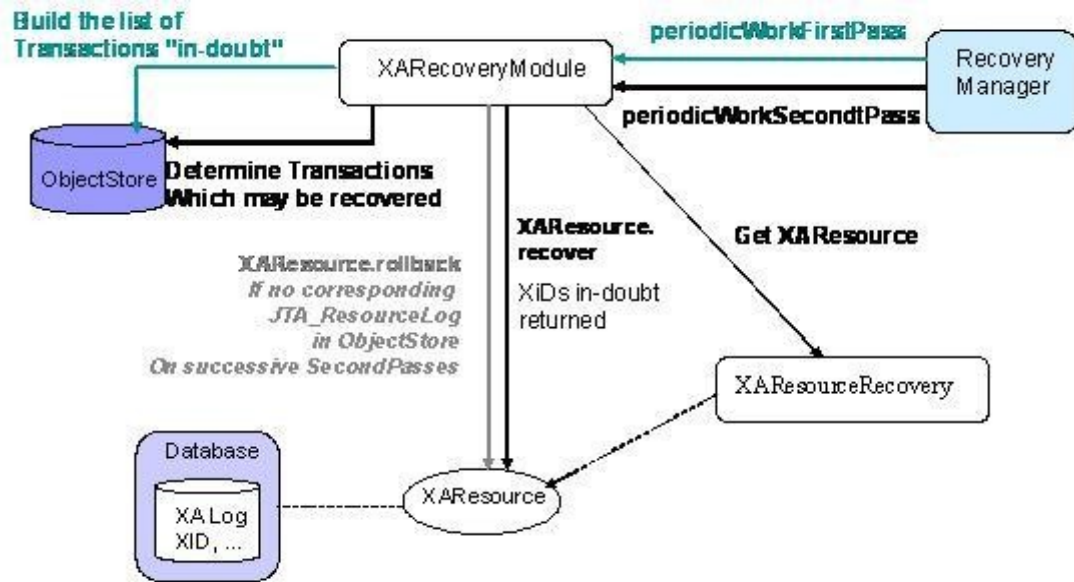 Build the list of
Transactions "in-doubt"
periodicWorkFirstPass
XARecoveryModule
Recovery
Manager
periodicWorkSecondtPass
ObjectStore
Determine Transactions
Which may be recovered
XAResource.
recover
Get XAResource
XAResource.rollback
If no corresponding
JTA_ResourceLog
in ObjectStore
On successive SecondPasses
XiDs in-doubt
returned
XAResourceRecovery
Database
XA Log
XID, ...
XAResource